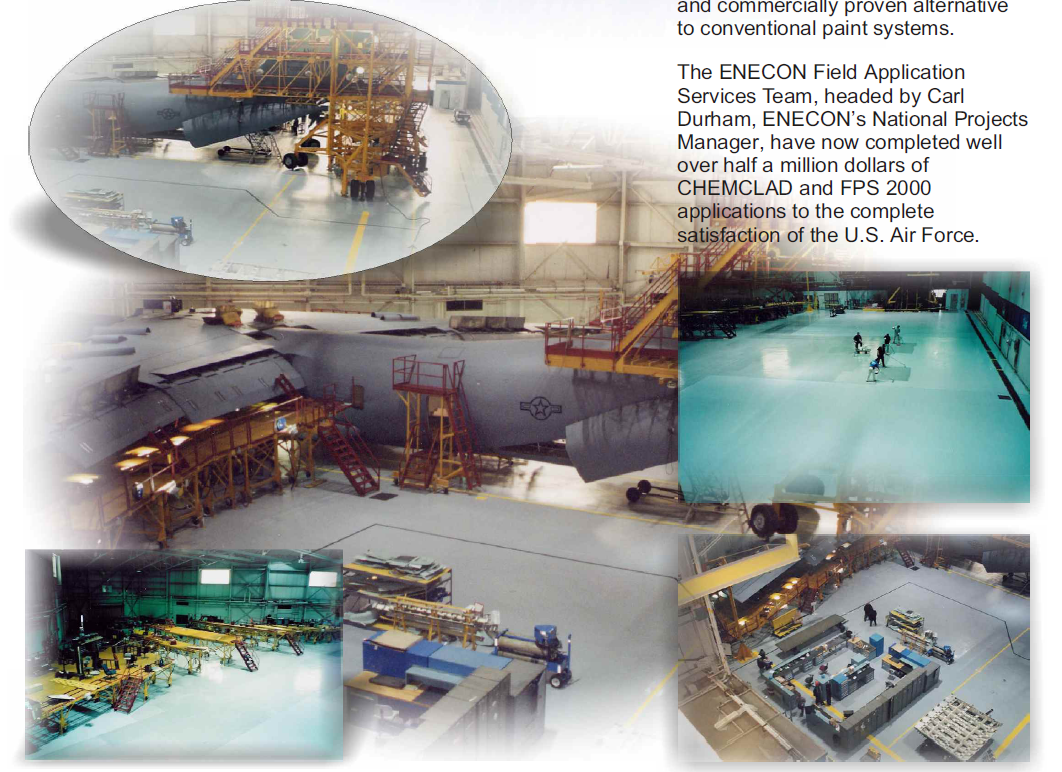 and commercially proven alternative
to conventional paint systems.
The ENECON Field Application
Services Team, headed by Carl
Durham, ENECON’s National Projects
Manager, have now completed well
over half a million dollars of
CHEMCLAD and FPS 2000
applications to the complete
satisfaction of the U.S. Air Force.